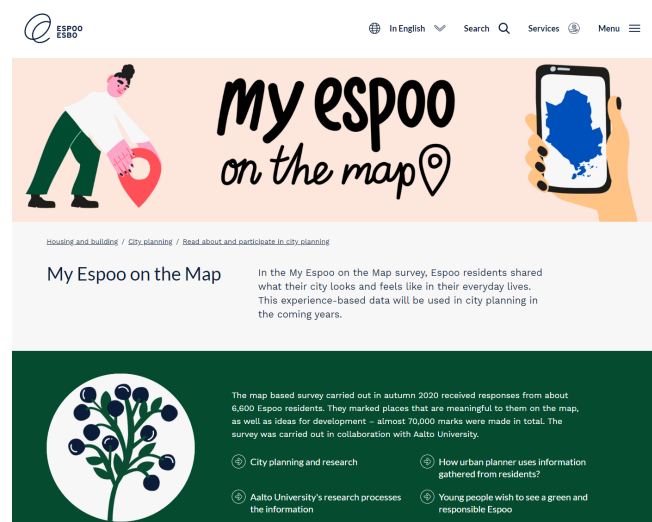 ESPOO
ESBO
In English
Search
Services
Menu
my espoo
on the map
Housing and building / City planning / Read about and participate in city planning
My Espoo on the Map
In the My Espoo on the Map survey, Espoo residents shared
what their city looks and feels like in their everyday lives.
This experience-based data will be used in city planning in
the coming years.
The map based survey carried out in autumn 2020 received responses from about
6,600 Espoo residents. They marked places that are meaningful to them on the map,
as well as ideas for development – almost 70,000 marks were made in total. The
survey was carried out in collaboration with Aalto University.
City planning and research
How urban planner uses information
gathered from residents?
Aalto University's research processes
the information
Young people wish to see a green and
responsible Espoo